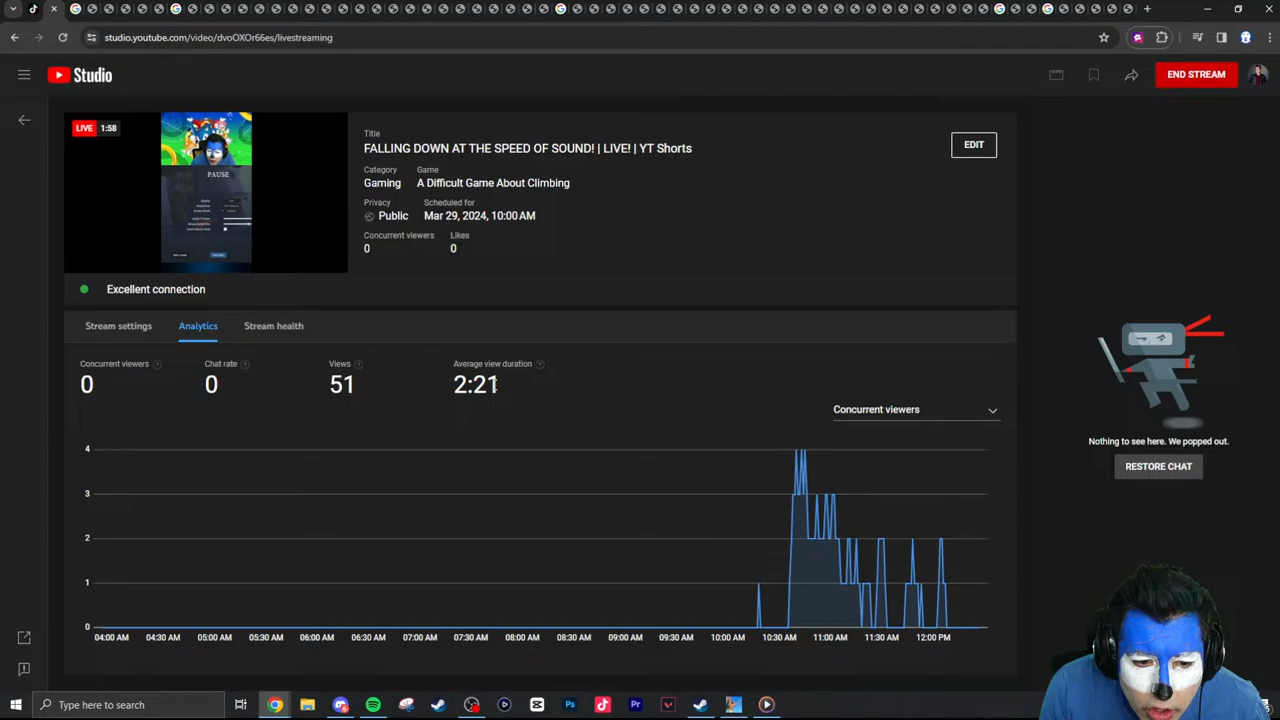 studio.youtube.com/video/dvoOXOr66es/livestreaming
Studio
END STREAM
LIVE 1:58
PAUSE
Title
FALLING DOWN AT THE SPEED OF SOUND! | LIVE! | YT Shorts
EDIT
Category Game
Gaming A Difficult Game About Climbing
Privacy Scheduled for
Public Mar 29, 2024, 10:00 AM
Concurrent viewers Likes
0 0
Excellent connection
Stream settings Analytics Stream health
Concurrent viewers Chat rate Views Average view duration
0 0 51 2:21
Concurrent viewers
4
3
2
1
0
04:00 AM 04:30 AM 05:00 AM 05:30 AM 06:00 AM 06:30 AM 07:00 AM 07:30 AM 08:00 AM 08:30 AM 09:00 AM 09:30 AM 10:00 AM 10:30 AM 11:00 AM 11:30 AM 12:00 PM
Nothing to see here. We popped out.
RESTORE CHAT
Type here to search